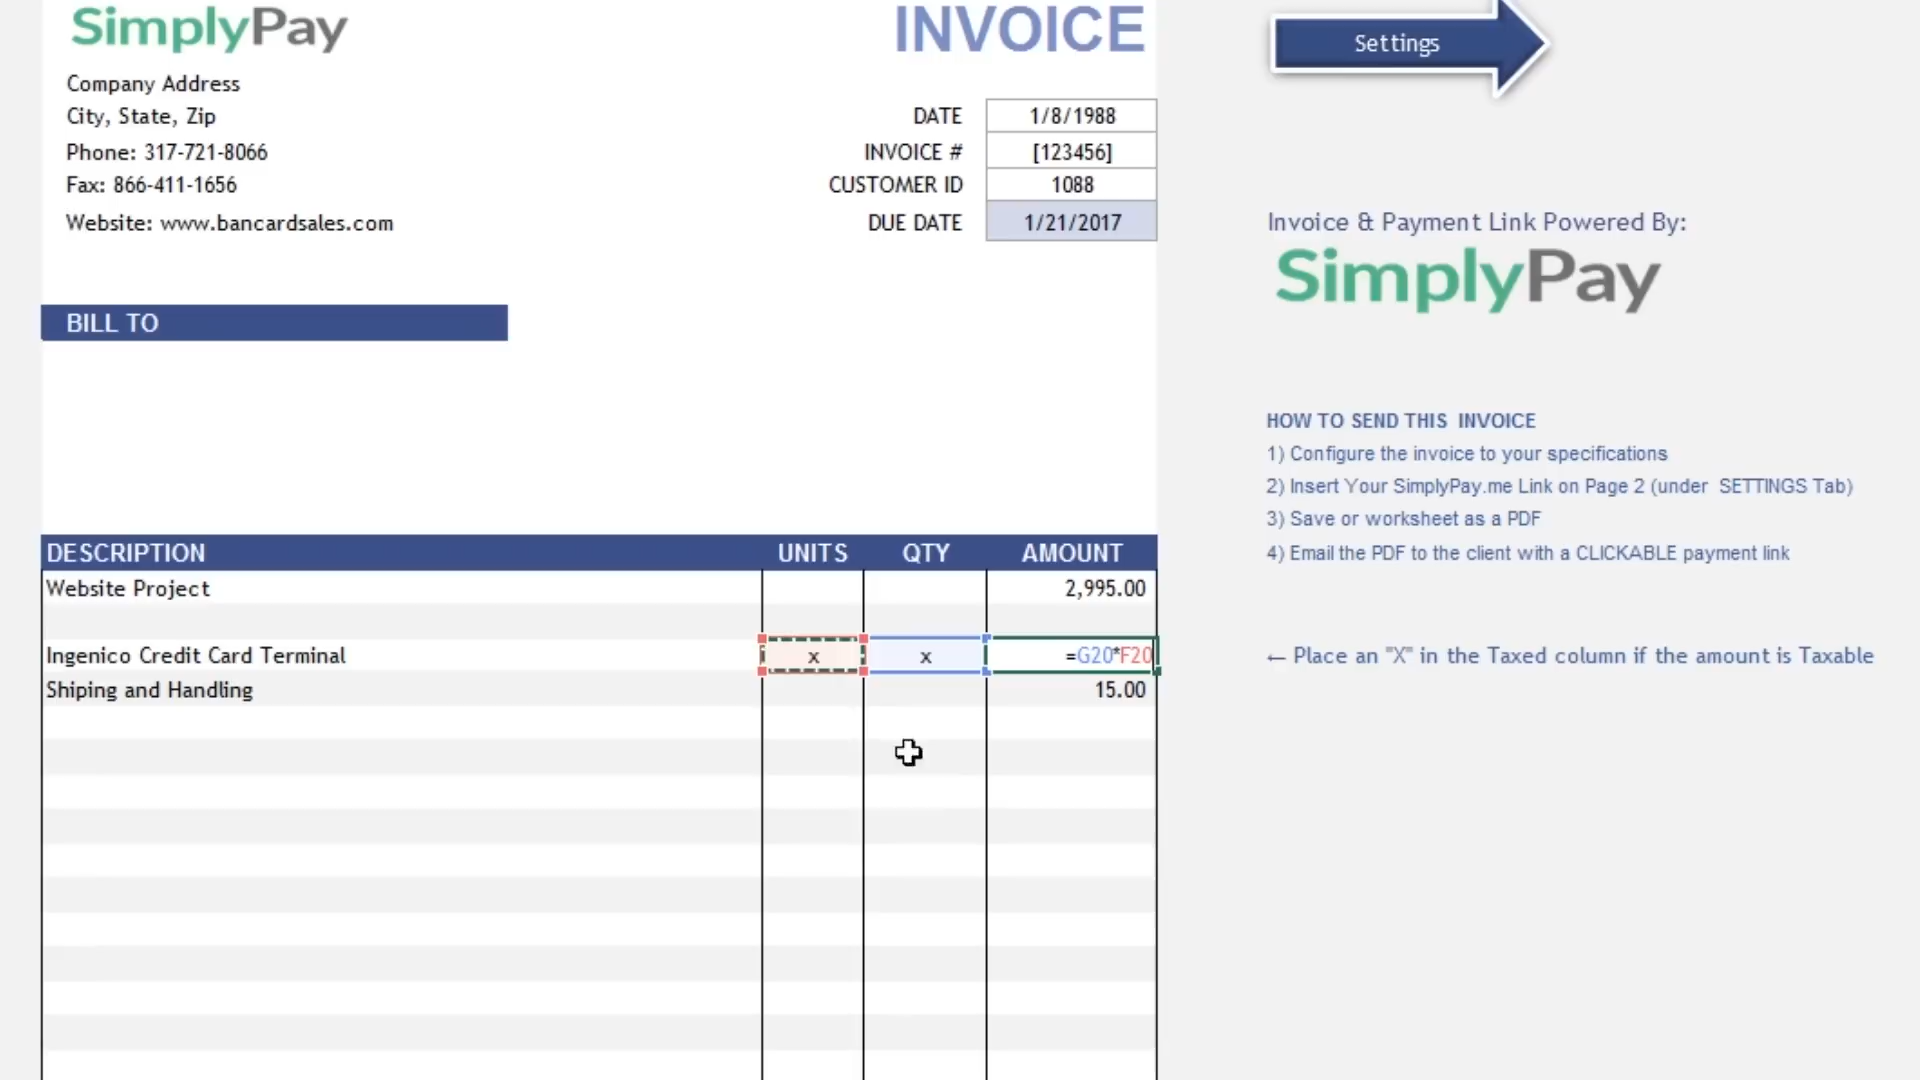 SimplyPay
INVOICE
Settings
Company Address
City, State, Zip
DATE 1/8/1988
Phone: 317-721-8066
INVOICE # [123456]
Fax: 866-411-1656
CUSTOMER ID 1088
Website: www.bancardsales.com
DUE DATE 1/21/2017
Invoice & Payment Link Powered By:
SimplyPay
BILL TO
HOW TO SEND THIS INVOICE
1) Configure the invoice to your specifications
2) Insert Your SimplyPay.me Link on Page 2 (under SETTINGS Tab)
3) Save or worksheet as a PDF
4) Email the PDF to the client with a CLICKABLE payment link
DESCRIPTION UNITS QTY AMOUNT
Website Project 2,995.00
Ingenico Credit Card Terminal x x =G20*F20
← Place an "X" in the Taxed column if the amount is Taxable
Shiping and Handling 15.00